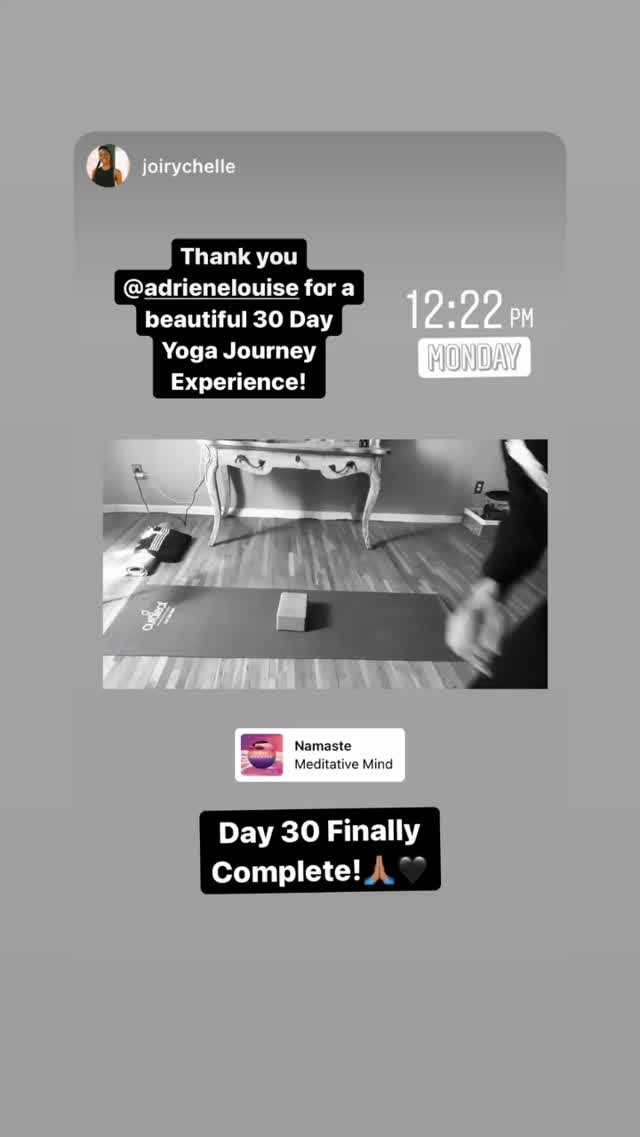 joirychelle
Thank you
@adrienelouise for a
beautiful 30 Day
Yoga Journey
Experience!
12:22 PM
MONDAY
curaleaf
Namaste
Meditative Mind
Day 30 Finally
Complete!🙏🏽🖤